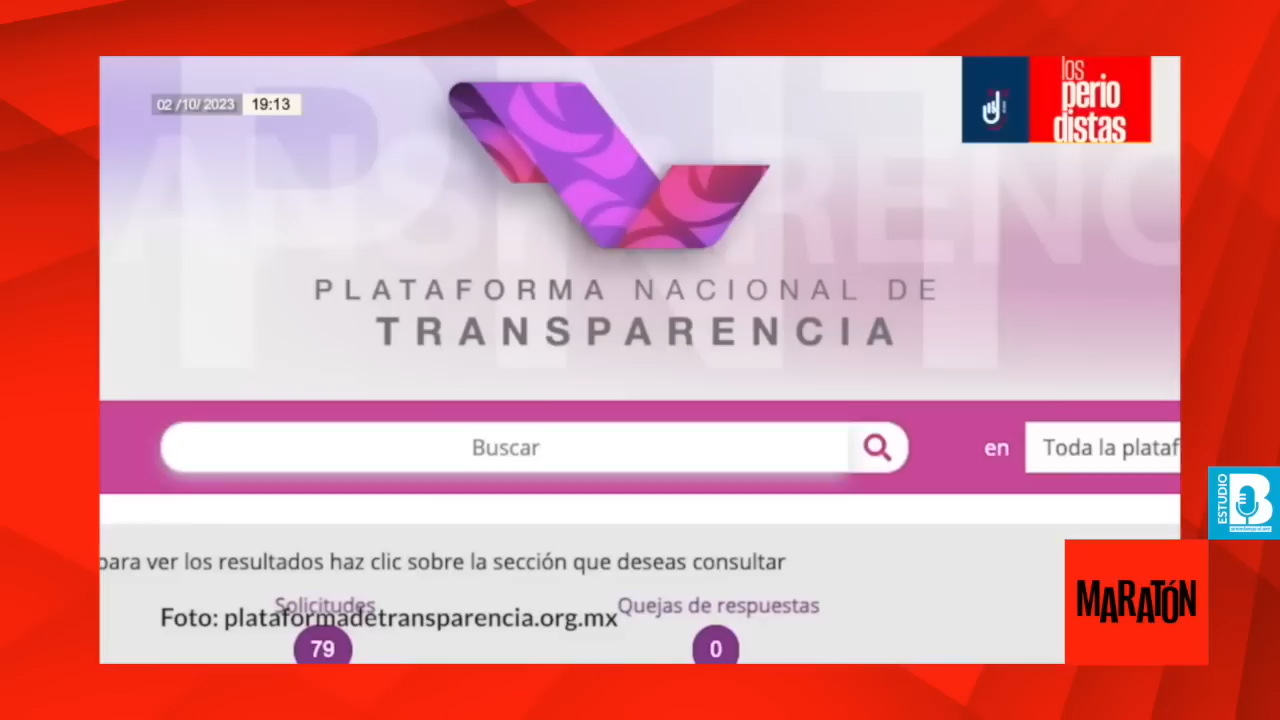 02 /10/ 2023 19:13
los
perio
distas
PLATAFORMA NACIONAL DE
TRANSPARENCIA
Buscar
en
Toda la plataf
para ver los resultados haz clic sobre la sección que deseas consultar
Solicitudes
Quejas de respuestas
Foto: plataformadetransparencia.org.mx
79
0
ESTUDIO
B
MARATÓN